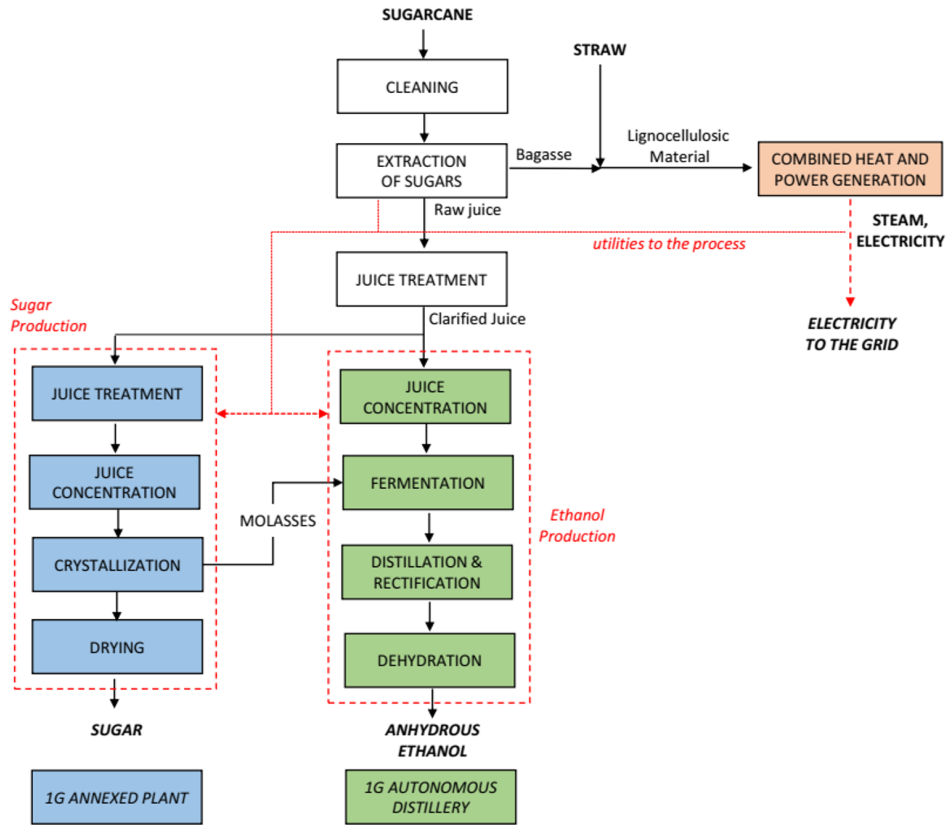 SUGARCANE
STRAW
CLEANING
EXTRACTION
OF SUGARS
Bagasse
Lignocellulosic
Material
COMBINED HEAT AND
POWER GENERATION
Raw juice
STEAM,
ELECTRICITY
utilities to the process
JUICE TREATMENT
Sugar
Production
Clarified Juice
ELECTRICITY
TO THE GRID
JUICE TREATMENT
JUICE
CONCENTRATION
JUICE
CONCENTRATION
FERMENTATION
MOLASSES
Ethanol
Production
CRYSTALLIZATION
DISTILLATION &
RECTIFICATION
DRYING
DEHYDRATION
SUGAR
ANHYDROUS
ETHANOL
1G ANNEXED PLANT
1G AUTONOMOUS
DISTILLERY